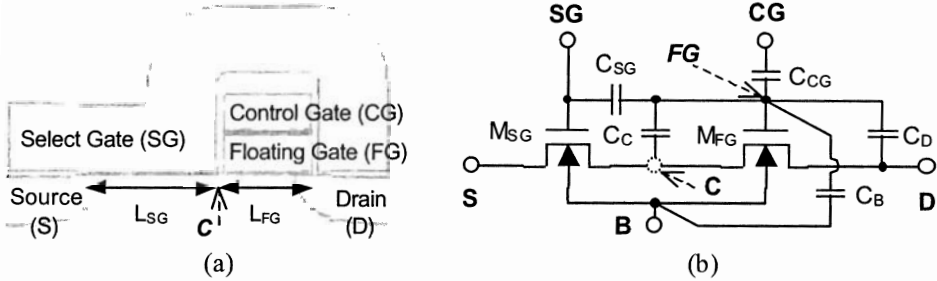 Control Gate (CG)
Select Gate (SG)
Floating Gate (FG)
Source
(S)
L_SG
C
L_FG
Drain
(D)
(a)
SG
CG
FG
C_SG
C_CG
M_SG
C_C
M_FG
C_D
S
C
C_B
D
B
(b)